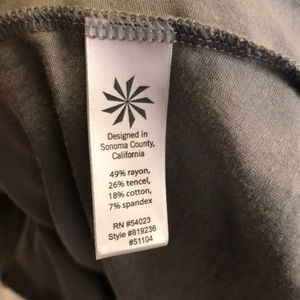 Designed in
Sonoma County,
California
49% rayon,
26% tencel,
18% cotton,
7% spandex
RN #54023
Style #819236
#51104